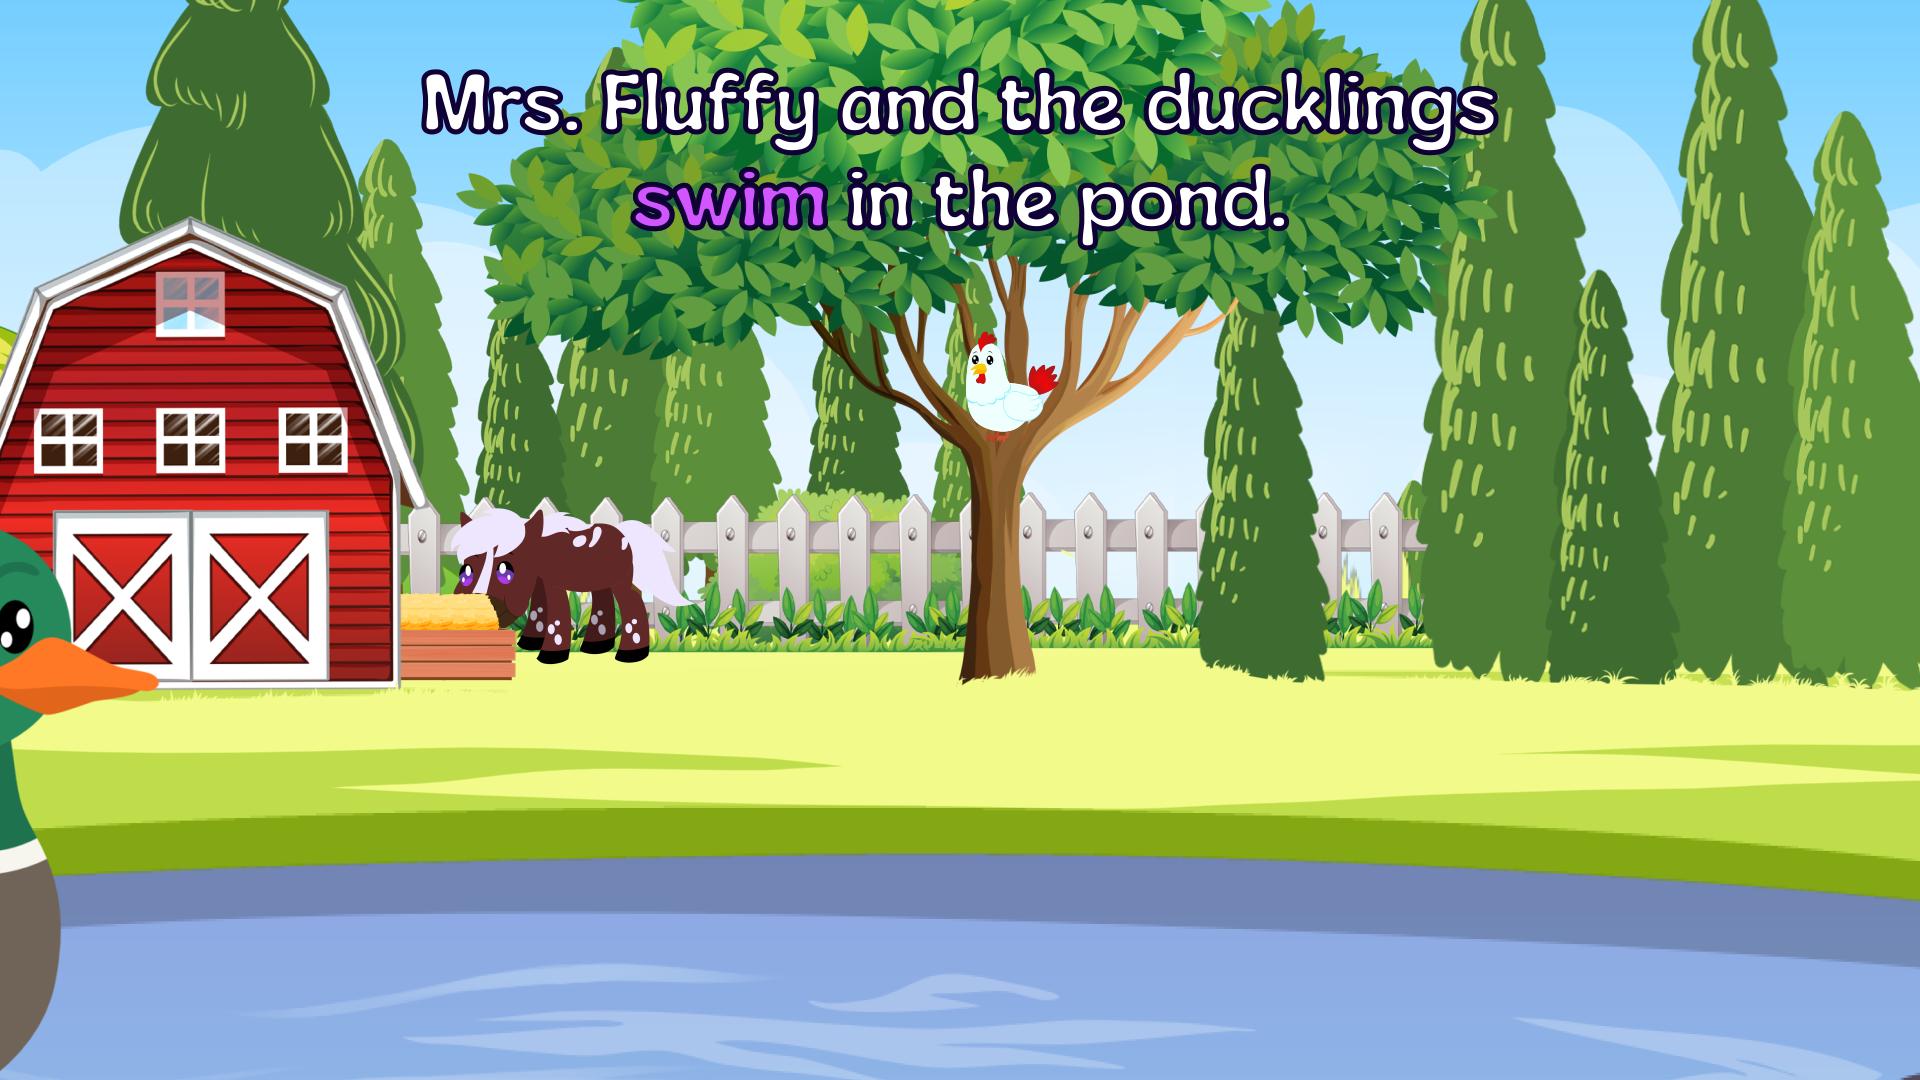 Mrs. Fluffy and the ducklings
swim in the pond.